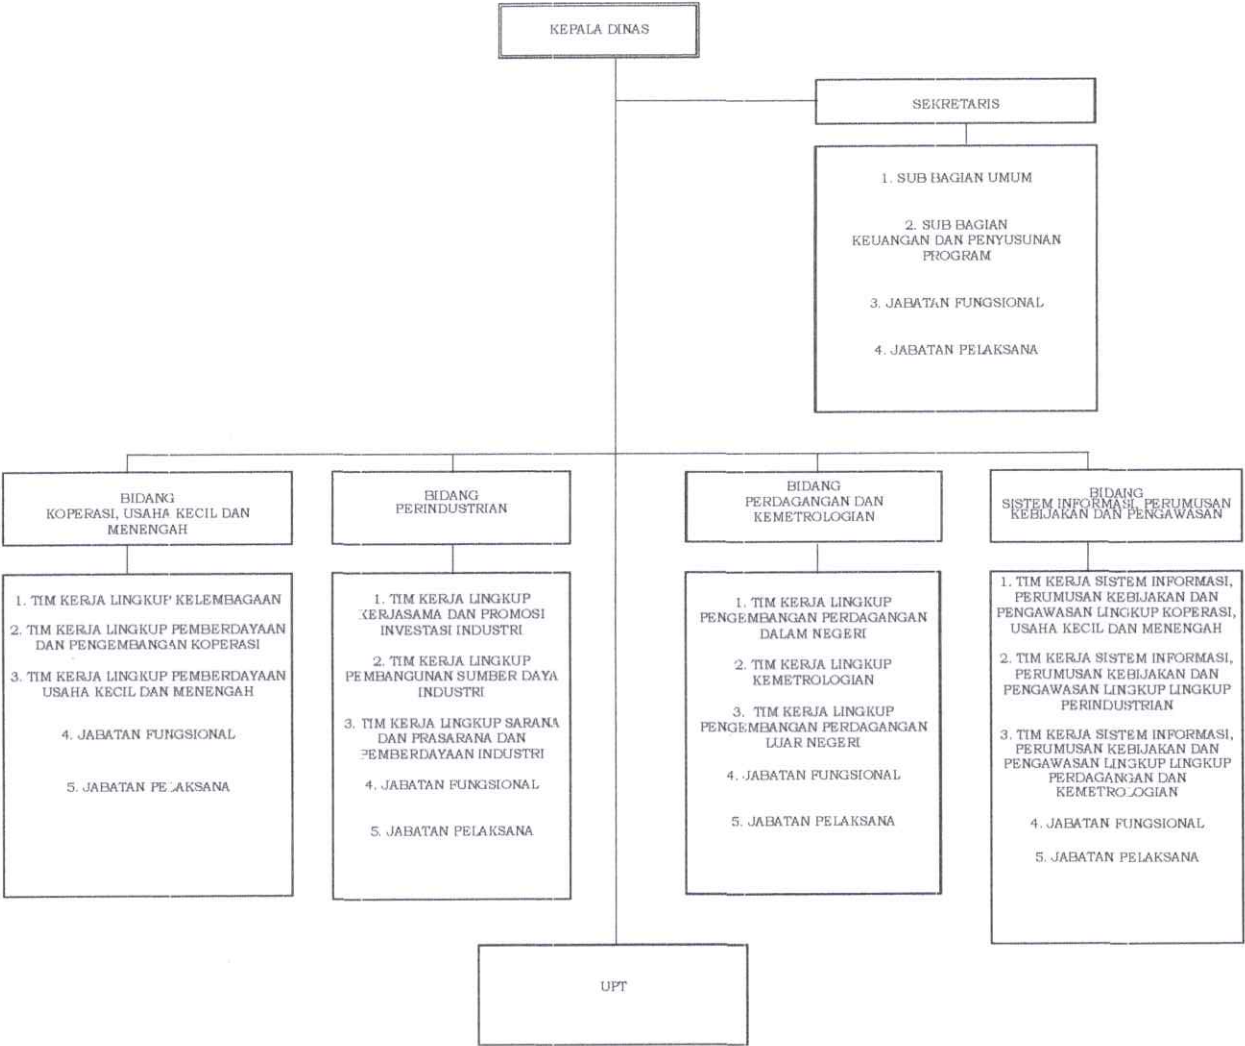 KEPALA DINAS
SEKRETARIS
1. SUB BAGIAN UMUM
2. SUB BAGIAN
KEUANGAN DAN PENYUSUNAN
PROGRAM
3. JABATAN FUNGSIONAL
4. JABATAN PELAKSANA
BIDANG
KOPERASI, USAHA KECIL DAN
MENENGAH
1. TIM KERJA LINGKUP KELEMBAGAAN
2. TIM KERJA LINGKUP PEMBERDAYAAN
DAN PENGEMBANGAN KOPERASI
3. TIM KERJA LINGKUP PEMBERDAYAAN
USAHA KECIL DAN MENENGAH
4. JABATAN FUNGSIONAL
5. JABATAN PELAKSANA
BIDANG
PERINDUSTRIAN
1. TIM KERJA LINGKUP
KERJASAMA DAN PROMOSI
INVESTASI INDUSTRI
2. TIM KERJA LINGKUP
PEMBANGUNAN SUMBER DAYA
INDUSTRI
3. TIM KERJA LINGKUP SARANA
DAN PRASARANA DAN
PEMBERDAYAAN INDUSTRI
4. JABATAN FUNGSIONAL
5. JABATAN PELAKSANA
BIDANG
PERDAGANGAN DAN
KEMETROLOGIAN
1. TIM KERJA LINGKUP
PENGEMBANGAN PERDAGANGAN
DALAM NEGERI
2. TIM KERJA LINGKUP
KEMETROLOGIAN
3. TIM KERJA LINGKUP
PENGEMBANGAN PERDAGANGAN
LUAR NEGERI
4. JABATAN FUNGSIONAL
5. JABATAN PELAKSANA
BIDANG
SISTEM INFORMASI, PERUMUSAN
KEBIJAKAN DAN PENGAWASAN
1. TIM KERJA SISTEM INFORMASI,
PERUMUSAN KEBIJAKAN DAN
PENGAWASAN LINGKUP KOPERASI,
USAHA KECIL DAN MENENGAH
2. TIM KERJA SISTEM INFORMASI,
PERUMUSAN KEBIJAKAN DAN
PENGAWASAN LINGKUP LINGKUP
PERINDUSTRIAN
3. TIM KERJA SISTEM INFORMASI,
PERUMUSAN KEBIJAKAN DAN
PENGAWASAN LINGKUP LINGKUP
PERDAGANGAN DAN
KEMETROLOGIAN
4. JABATAN FUNGSIONAL
5. JABATAN PELAKSANA
UPT